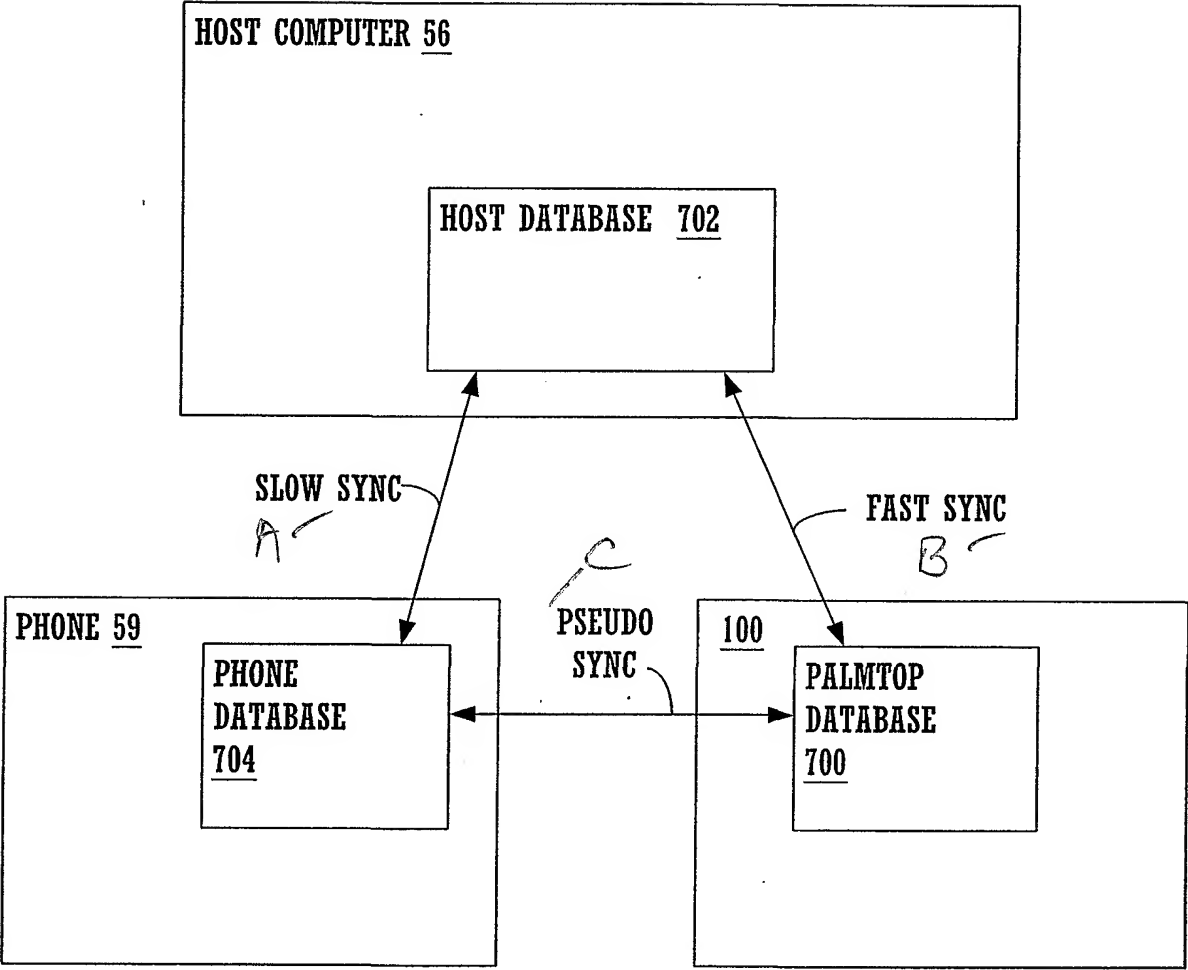 HOST COMPUTER 56
HOST DATABASE 702
SLOW SYNC
A
FAST SYNC
B
C
PSEUDO
SYNC
PHONE 59
PHONE
DATABASE
704
100
PALMTOP
DATABASE
700